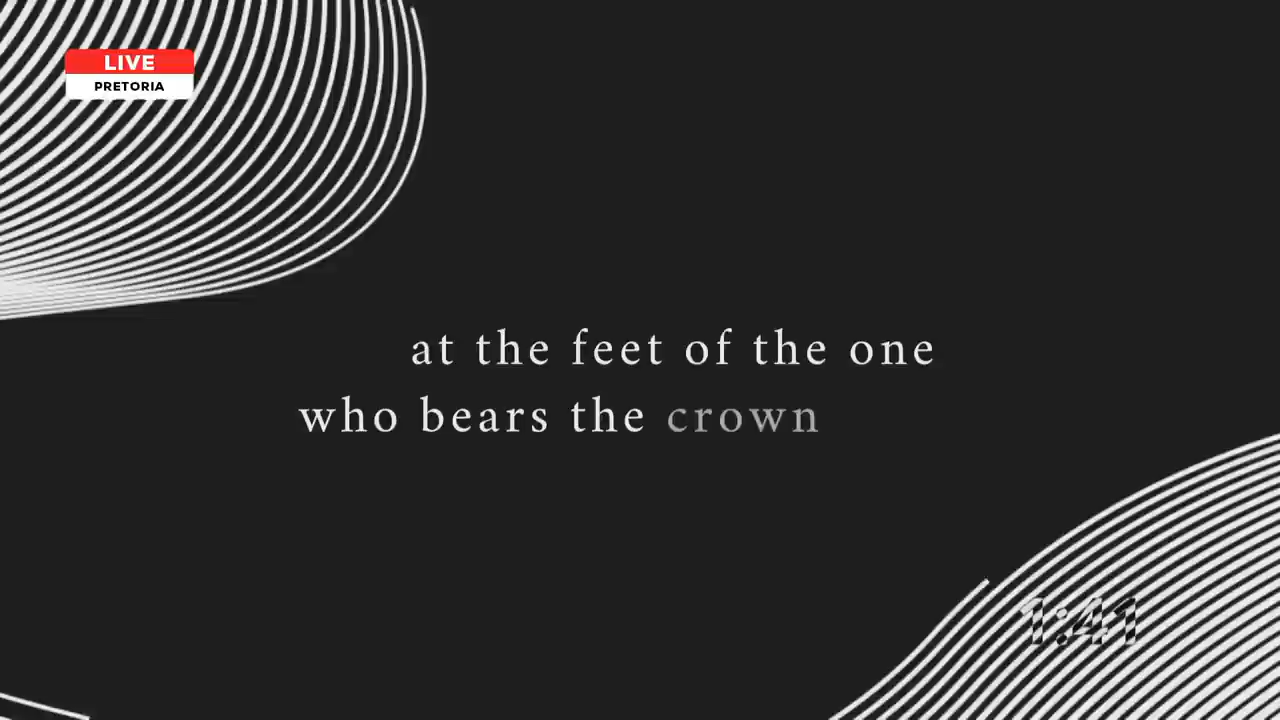 LIVE
PRETORIA
at the feet of the one
who bears the crown
1:41